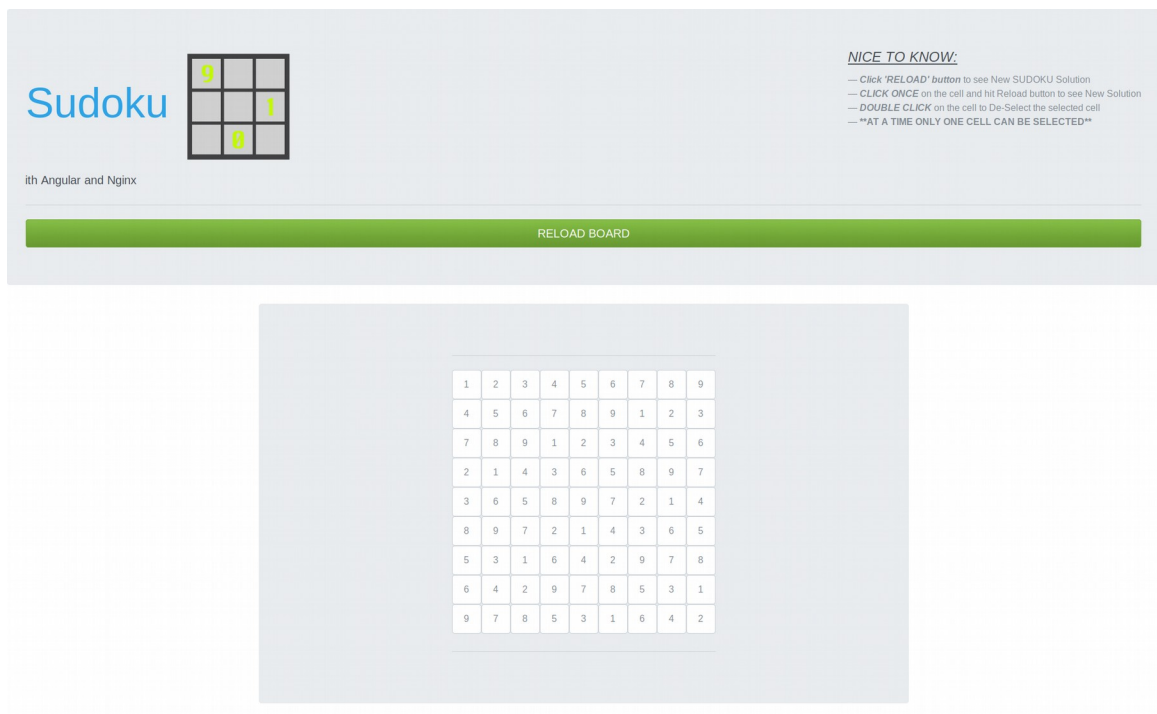 Sudoku
9
1
0
ith Angular and Nginx
NICE TO KNOW:
— Click 'RELOAD' button to see New SUDOKU Solution
— CLICK ONCE on the cell and hit Reload button to see New Solution
— DOUBLE CLICK on the cell to De-Select the selected cell
— **AT A TIME ONLY ONE CELL CAN BE SELECTED**
RELOAD BOARD
1 2 3 4 5 6 7 8 9
4 5 6 7 8 9 1 2 3
7 8 9 1 2 3 4 5 6
2 1 4 3 6 5 8 9 7
3 6 5 8 9 7 2 1 4
8 9 7 2 1 4 3 6 5
5 3 1 6 4 2 9 7 8
6 4 2 9 7 8 5 3 1
9 7 8 5 3 1 6 4 2